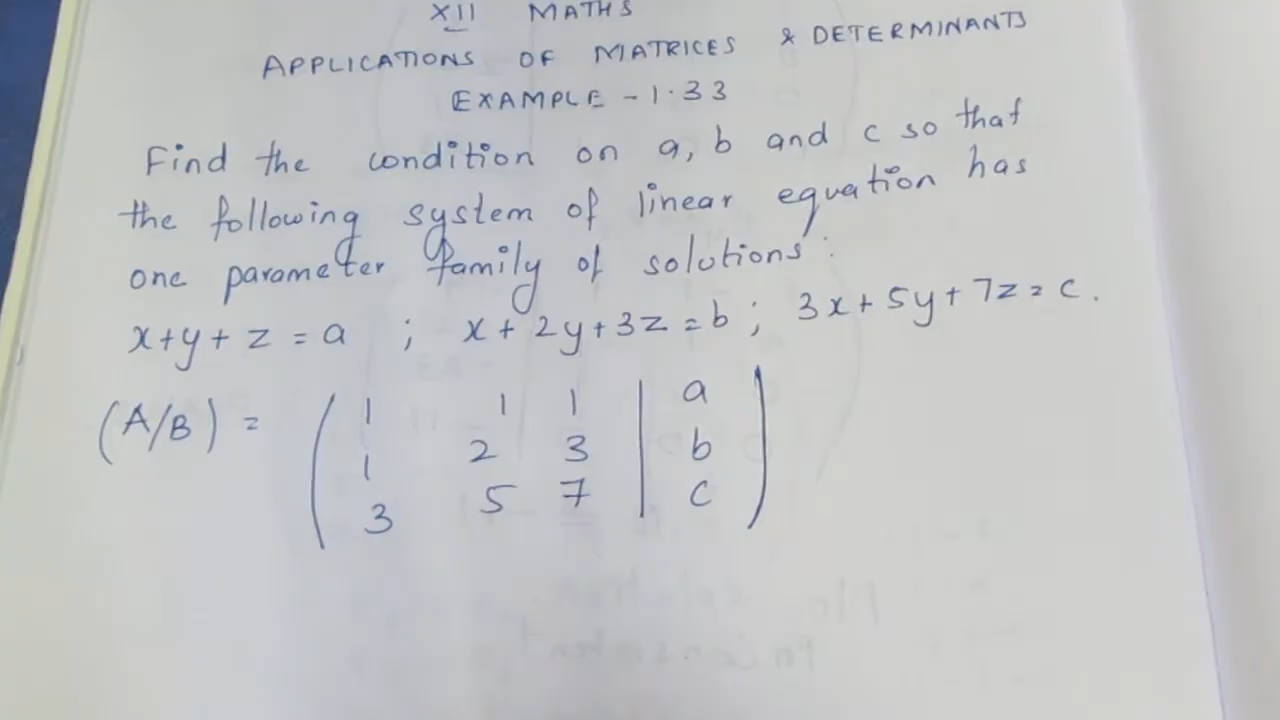 XII MATHS
APPLICATIONS OF MATRICES & DETERMINANTS
EXAMPLE - 1.33
Find the condition on a, b and c so that
the following system of linear equation has
one parameter family of solutions:
x+y+z = a ; x+2y+3z = b ; 3x+5y+7z = c.
(A/B) = ( 1 1 1 | a
1 2 3 | b
3 5 7 | c )